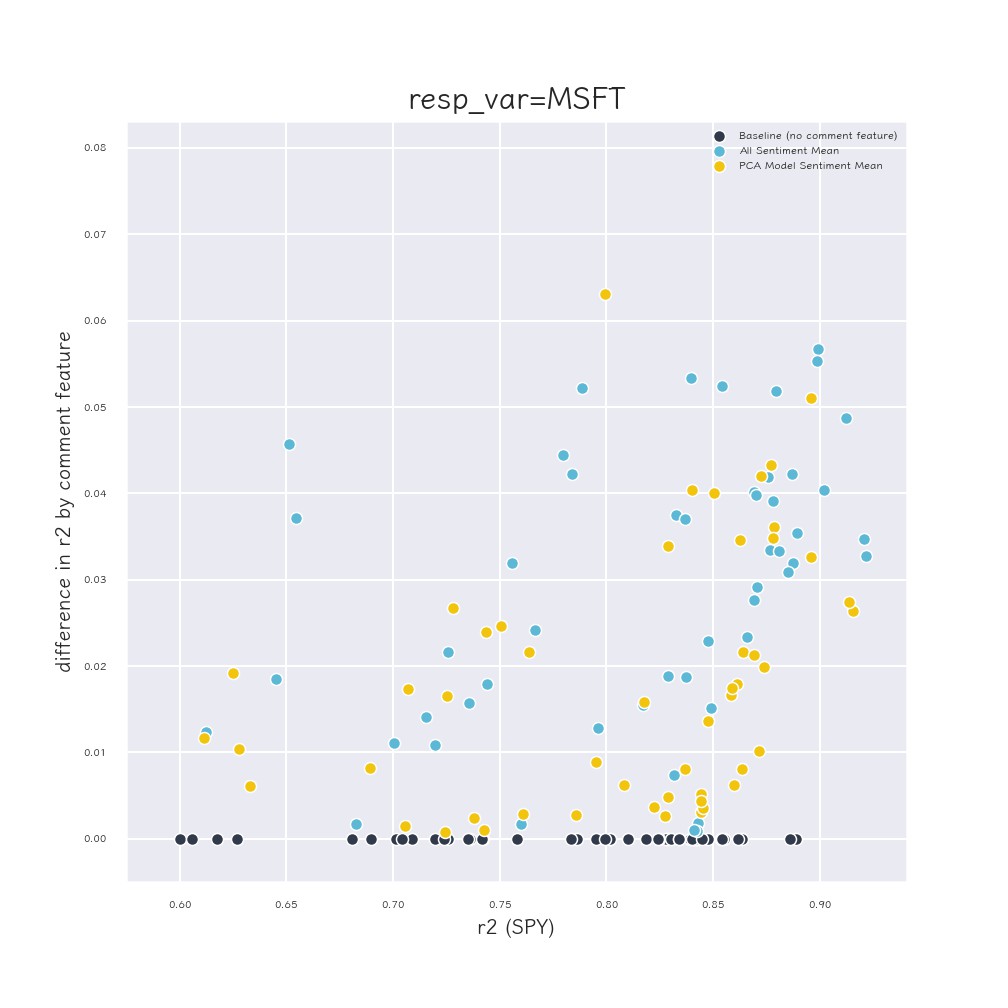 resp_var=MSFT
Baseline (no comment feature)
All Sentiment Mean
PCA Model Sentiment Mean
0.08
0.07
0.06
0.05
0.04
0.03
0.02
0.01
0.00
difference in r2 by comment feature
0.60 0.65 0.70 0.75 0.80 0.85 0.90
r2 (SPY)